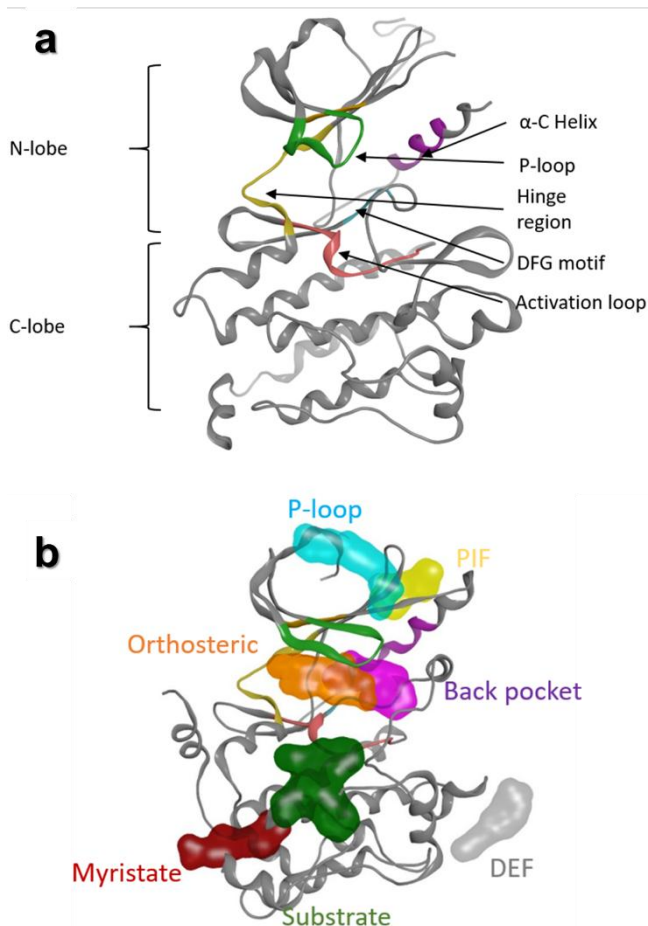 a
N-lobe
C-lobe
α-C Helix
P-loop
Hinge
region
DFG motif
Activation loop
b
P-loop
PIF
Orthosteric
Back pocket
Myristate
DEF
Substrate